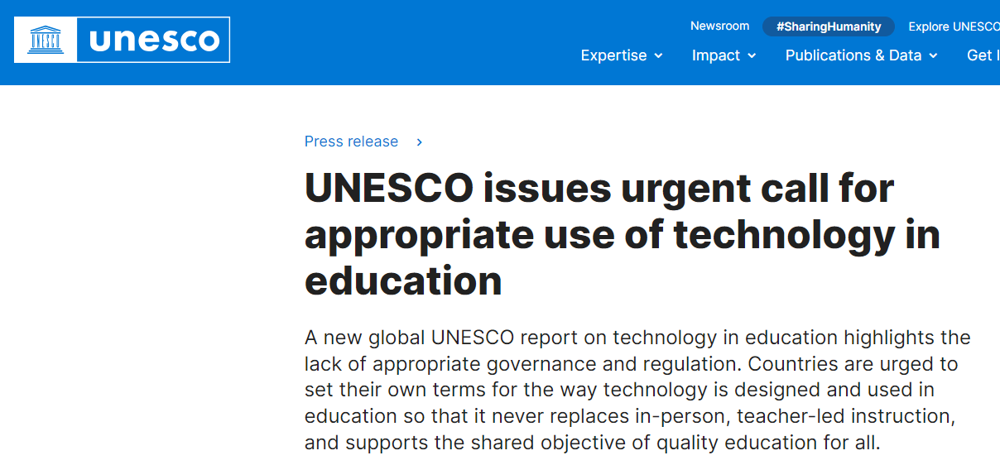 unesco
Newsroom #SharingHumanity Explore UNESCO
Expertise Impact Publications & Data Get
Press release
UNESCO issues urgent call for
appropriate use of technology in
education
A new global UNESCO report on technology in education highlights the
lack of appropriate governance and regulation. Countries are urged to
set their own terms for the way technology is designed and used in
education so that it never replaces in-person, teacher-led instruction,
and supports the shared objective of quality education for all.